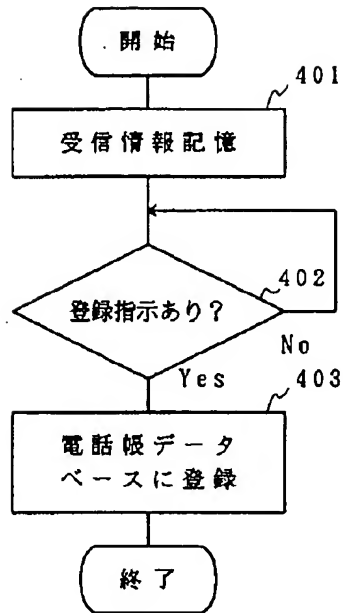 開始
401
受信情報記憶
登録指示あり?
402
No
Yes
403
電話帳データ
ベースに登録
終了